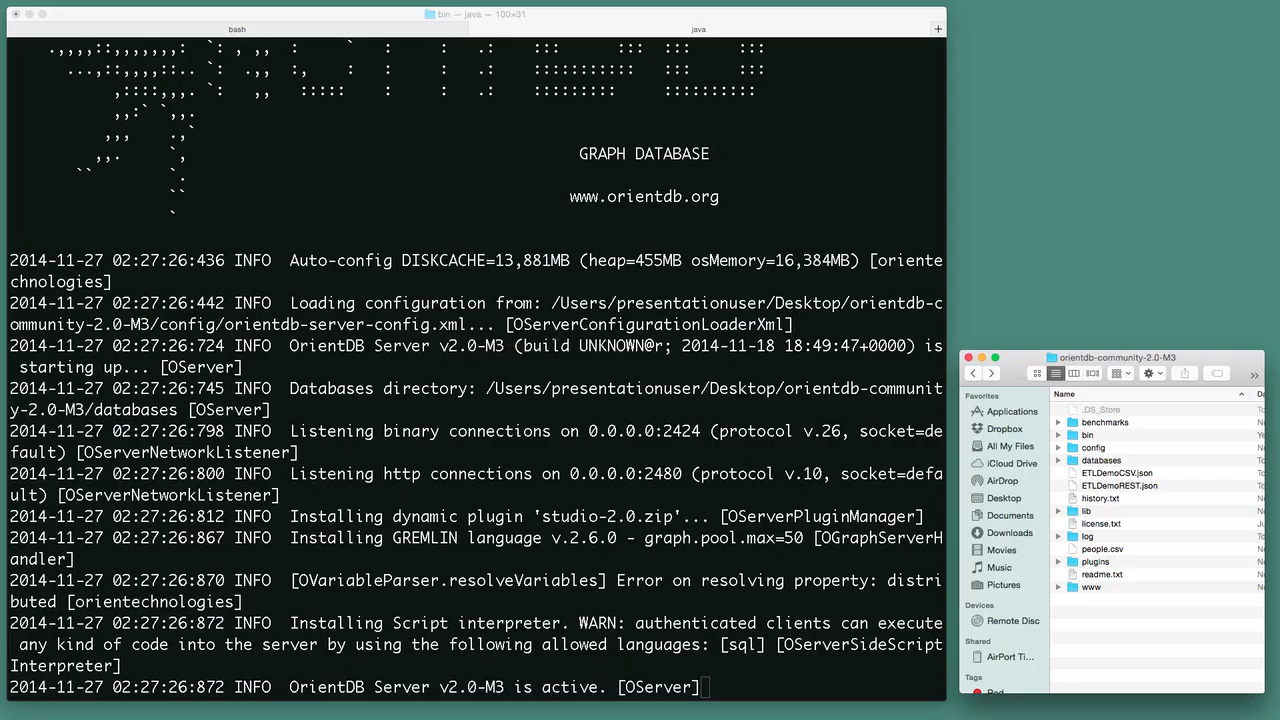 bin — java — 100×31
bash
java
+
GRAPH DATABASE
www.orientdb.org
2014-11-27 02:27:26:436 INFO  Auto-config DISKCACHE=13,881MB (heap=455MB osMemory=16,384MB) [oriente
chnologies]
2014-11-27 02:27:26:442 INFO  Loading configuration from: /Users/presentationuser/Desktop/orientdb-c
ommunity-2.0-M3/config/orientdb-server-config.xml... [OServerConfigurationLoaderXml]
2014-11-27 02:27:26:724 INFO  OrientDB Server v2.0-M3 (build UNKNOWN@r; 2014-11-18 18:49:47+0000) is
 starting up... [OServer]
2014-11-27 02:27:26:745 INFO  Databases directory: /Users/presentationuser/Desktop/orientdb-communit
y-2.0-M3/databases [OServer]
2014-11-27 02:27:26:798 INFO  Listening binary connections on 0.0.0.0:2424 (protocol v.26, socket=de
fault) [OServerNetworkListener]
2014-11-27 02:27:26:800 INFO  Listening http connections on 0.0.0.0:2480 (protocol v.10, socket=defa
ult) [OServerNetworkListener]
2014-11-27 02:27:26:812 INFO  Installing dynamic plugin 'studio-2.0.zip'... [OServerPluginManager]
2014-11-27 02:27:26:867 INFO  Installing GREMLIN language v.2.6.0 - graph.pool.max=50 [OGraphServerH
andler]
2014-11-27 02:27:26:870 INFO  [OVariableParser.resolveVariables] Error on resolving property: distri
buted [orientechnologies]
2014-11-27 02:27:26:872 INFO  Installing Script interpreter. WARN: authenticated clients can execute
 any kind of code into the server by using the following allowed languages: [sql] [OServerSideScript
Interpreter]
2014-11-27 02:27:26:872 INFO  OrientDB Server v2.0-M3 is active. [OServer]
orientdb-community-2.0-M3
Favorites
Applications
Dropbox
All My Files
iCloud Drive
AirDrop
Desktop
Documents
Downloads
Movies
Music
Pictures
Devices
Remote Disc
Shared
AirPort Ti...
Tags
Red
Name
.DS_Store
benchmarks
bin
config
databases
ETLDemoCSV.json
ETLDemoREST.json
history.txt
lib
license.txt
log
people.csv
plugins
readme.txt
www